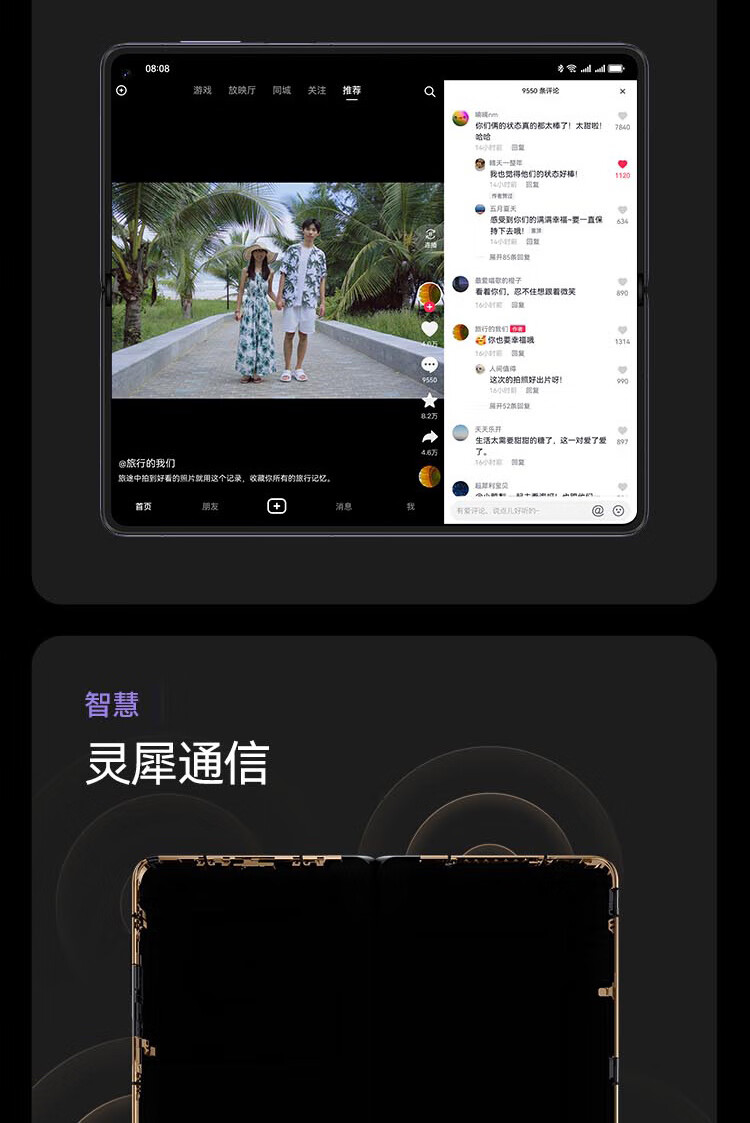 08:08
游戏 放映厅 同城 关注 推荐
连播
4.8万
9550
8.2万
4.6万
@旅行的我们
旅途中拍到好看的照片就用这个记录,收藏你所有的旅行记忆。
首页 朋友 消息 我
9550 条评论
喃喃nm
你们俩的状态真的都太棒了!太甜啦!
哈哈
7840
14小时前 回复
晴天一整年
我也觉得他们的状态好棒!
1120
14小时前 回复
作者赞过
五月夏天
感受到你们的满满幸福~要一直保
持下去哦!
634
14小时前 回复
展开85条回复
最爱唱歌的橙子
看着你们,忍不住想跟着微笑
890
16小时前 回复
旅行的我们 作者
🥰你也要幸福哦
1314
16小时前 回复
人间值得
这次的拍照好出片呀!
990
16小时前 回复
展开52条回复
天天乐开
生活太需要甜甜的糖了,这一对爱了爱
了。
897
16小时前 回复
有爱评论,说点儿好听的~
智慧
灵犀通信